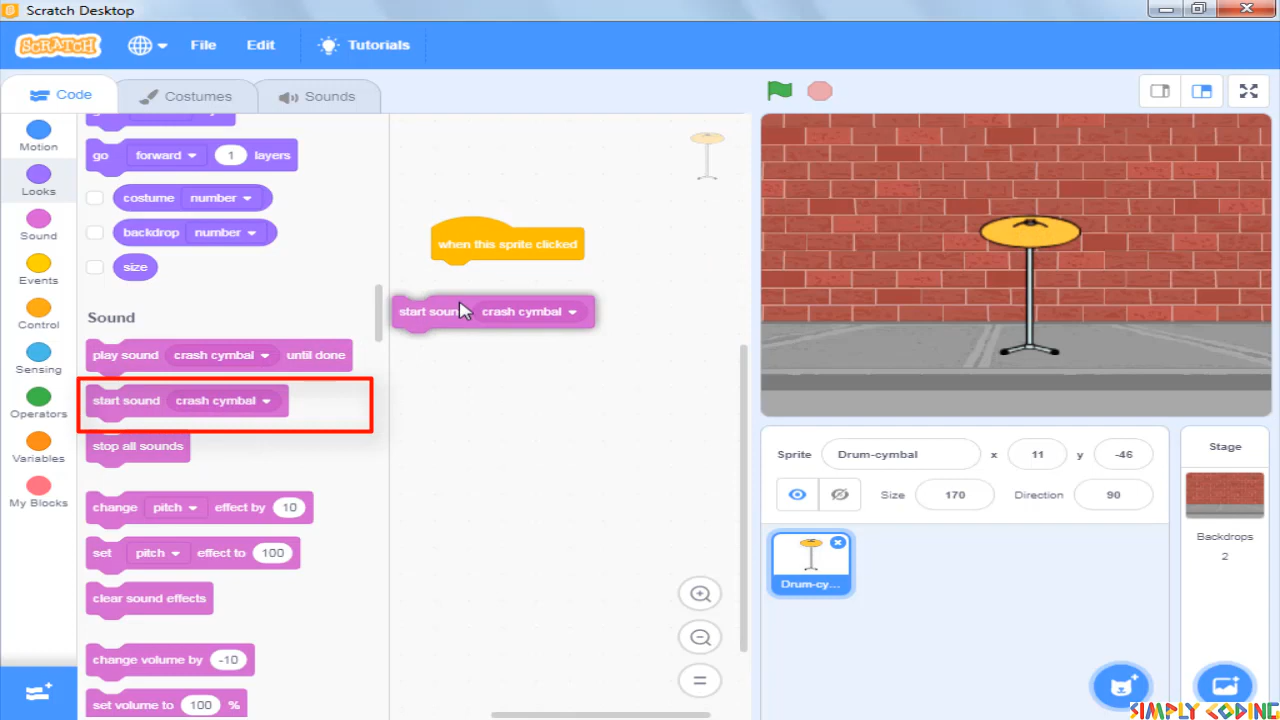 Scratch Desktop
SCRATCH File Edit Tutorials
Code Costumes Sounds
Motion
Looks
Sound
Events
Control
Sensing
Operators
Variables
My Blocks
go forward 1 layers
costume number
backdrop number
size
Sound
play sound crash cymbal until done
start sound crash cymbal
stop all sounds
change pitch effect by 10
set pitch effect to 100
clear sound effects
change volume by -10
set volume to 100 %
when this sprite clicked
start soun crash cymbal
Sprite Drum-cymbal x 11 y -46
Size 170 Direction 90
Drum-cy...
Stage
Backdrops
2
SIMPLY CODING